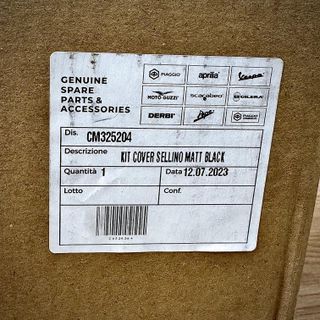 GENUINE
SPARE
PARTS &
ACCESSORIES
PIAGGIO aprilia Vespa
MOTO GUZZI scarabeo GILERA
DERBI Ape PIAGGIO
Dis. CM325204
Descrizione KIT COVER SELLINO MATT BLACK
Quantità 1 Data 12.07.2023
Lotto Conf.